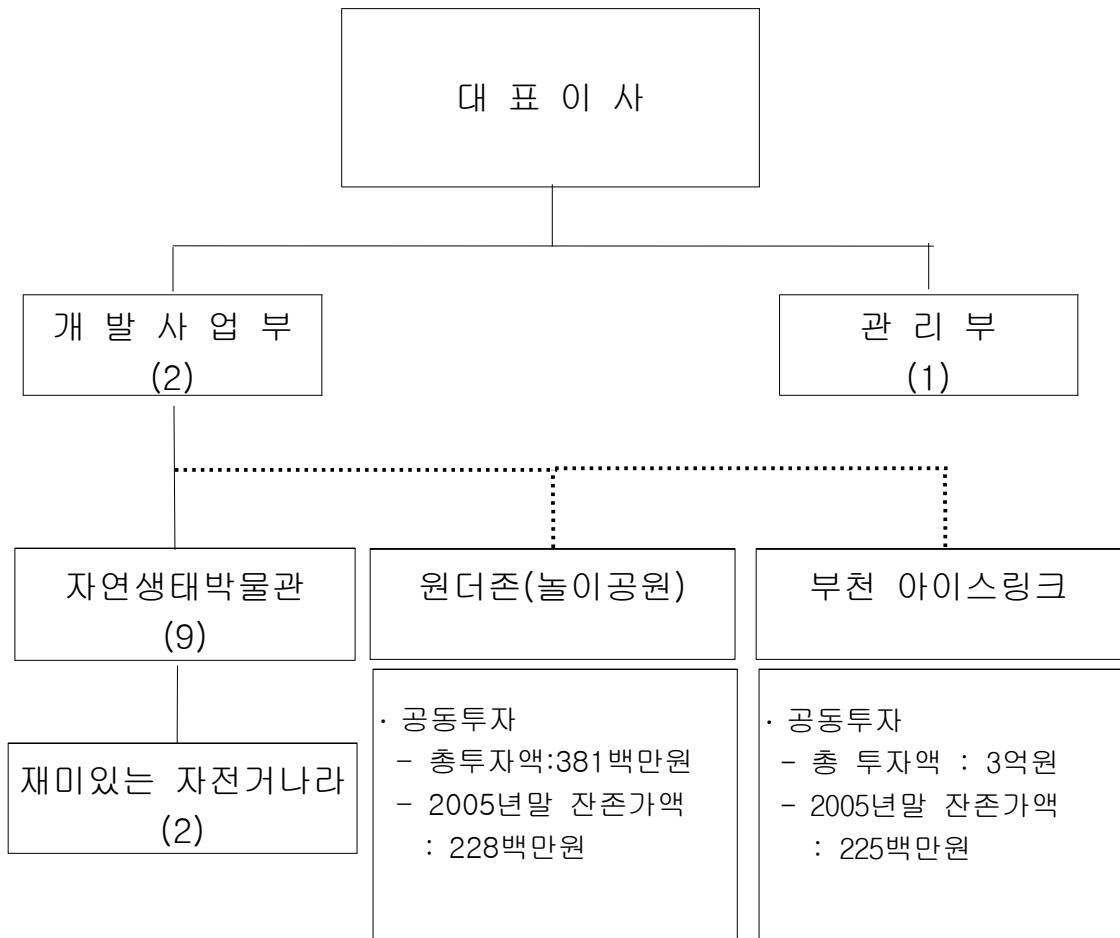 대 표 이 사
개 발 사 업 부
(2)
관 리 부
(1)
자연생태박물관
(9)
원더존(놀이공원)
부천 아이스링크
재미있는 자전거나라
(2)
· 공동투자
- 총투자액:381백만원
- 2005년말 잔존가액
: 228백만원
· 공동투자
- 총 투자액 : 3억원
- 2005년말 잔존가액
: 225백만원